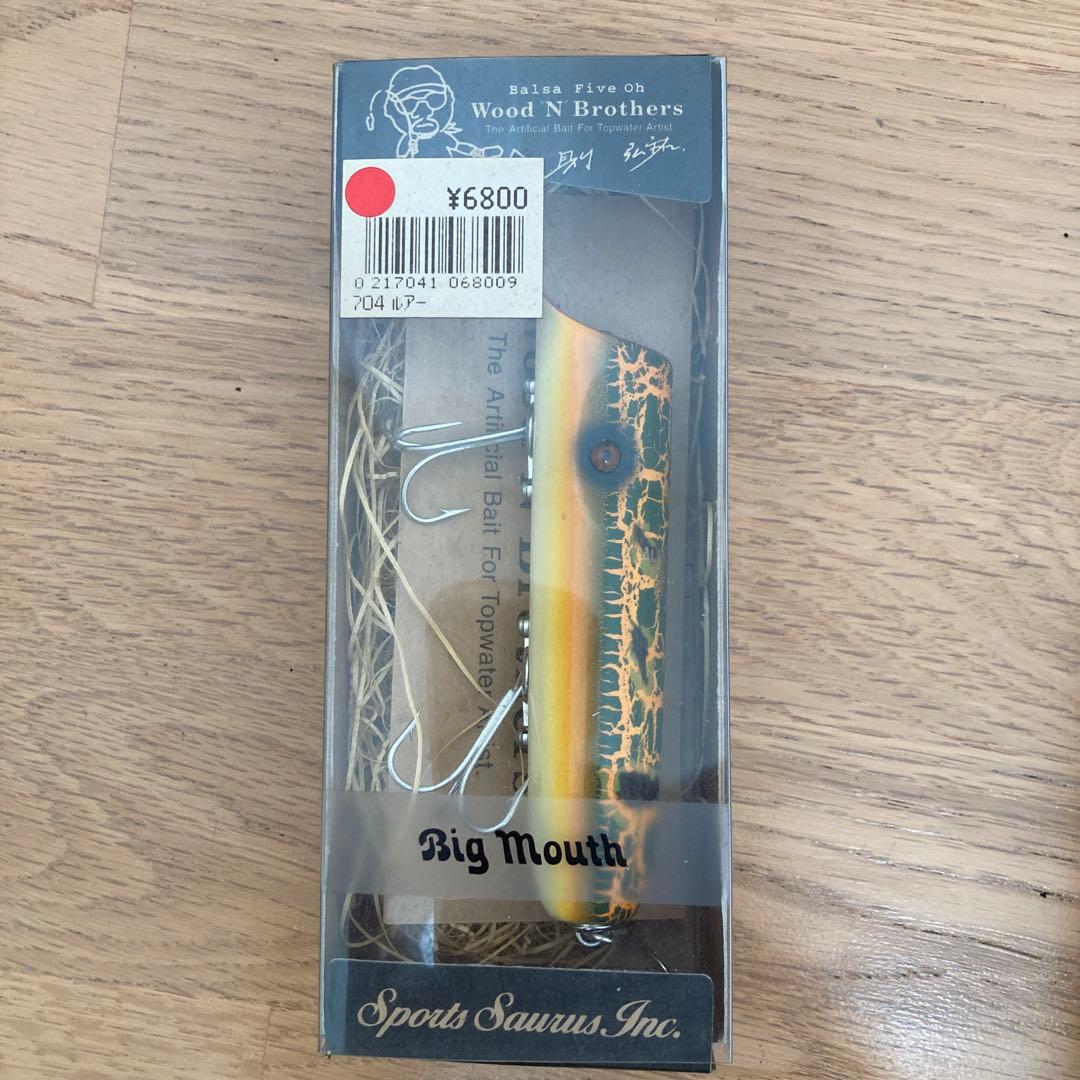 Balsa Five Oh
Wood 'N' Brothers
The Artificial Bait For Topwater Artist
¥6800
0 217041 068009
704 ルアー
The Artificial Bait For Topwater Artist.
Big Mouth
Sports Saurus Inc.